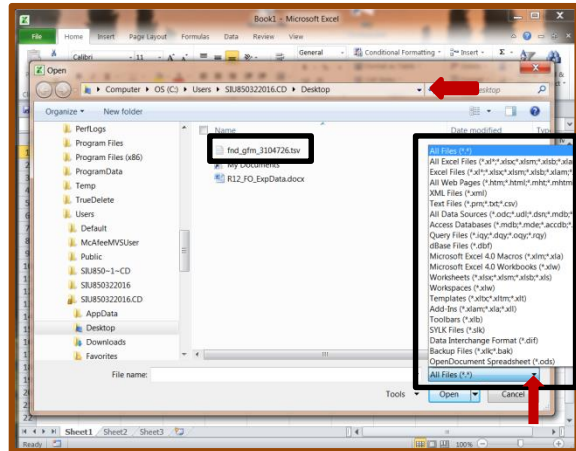 Book1 - Microsoft Excel
File Home Insert Page Layout Formulas Data Review View
Calibri 11 General Conditional Formatting Insert
Open
Computer OS (C:) Users SIU850322016.CD Desktop
Organize New folder
Name Date modified
PerfLogs
Program Files
Program Files (x86)
ProgramData
Temp
TrueDelete
Users
Default
McAfeeMVSUser
Public
SIU850~1~CD
SIU850322016
SIU850322016.CD
AppData
Desktop
Downloads
Favorites
fnd_gfm_3104726.tsv
My Documents
R12_FO_ExpData.docx
All Files (*.*)
All Excel Files (*.xl*;*.xlsx;*.xlsm;*.xlsb;*.xla
Excel Files (*.xl*;*.xlsx;*.xlsm;*.xlsb;*.xlam;*
All Web Pages (*.htm;*.html;*.mht;*.mhtm
XML Files (*.xml)
Text Files (*.prn;*.txt;*.csv)
All Data Sources (*.odc;*.udl;*.dsn;*.mdb;*
Access Databases (*.mdb;*.mde;*.accdb;*.
Query Files (*.iqy;*.dqy;*.oqy;*.rqy)
dBase Files (*.dbf)
Microsoft Excel 4.0 Macros (*.xlm;*.xla)
Microsoft Excel 4.0 Workbooks (*.xlw)
Worksheets (*.xlsx;*.xlsm;*.xlsb;*.xls)
Workspaces (*.xlw)
Templates (*.xltx;*.xltm;*.xlt)
Add-Ins (*.xlam;*.xla;*.xll)
Toolbars (*.xlb)
SYLK Files (*.slk)
Data Interchange Format (*.dif)
Backup Files (*.xlk;*.bak)
OpenDocument Spreadsheet (*.ods)
File name: All Files (*.*)
Tools Open Cancel
Sheet1 Sheet2 Sheet3
Ready 100%